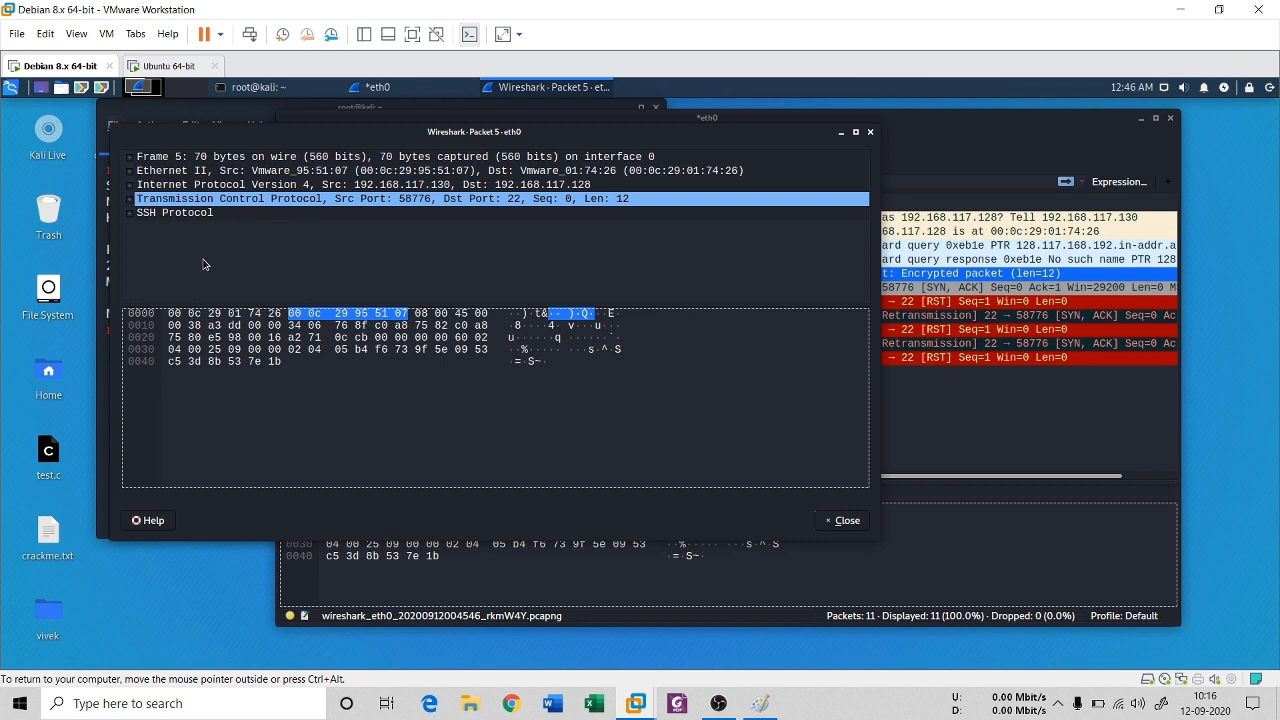 Debian 8.x 64-bit - VMware Workstation
File Edit View VM Tabs Help
Debian 8.x 64-bit × Ubuntu 64-bit ×
root@kali: ~ *eth0 Wireshark · Packet 5 · et... 12:46 AM
root@kali: ~
*eth0
Wireshark · Packet 5 · eth0
Frame 5: 70 bytes on wire (560 bits), 70 bytes captured (560 bits) on interface 0
Ethernet II, Src: Vmware_95:51:07 (00:0c:29:95:51:07), Dst: Vmware_01:74:26 (00:0c:29:01:74:26)
Internet Protocol Version 4, Src: 192.168.117.130, Dst: 192.168.117.128
Transmission Control Protocol, Src Port: 58776, Dst Port: 22, Seq: 0, Len: 12
SSH Protocol
Expression... +
as 192.168.117.128? Tell 192.168.117.130
68.117.128 is at 00:0c:29:01:74:26
ard query 0xeb1e PTR 128.117.168.192.in-addr.a
ard query response 0xeb1e No such name PTR 128
t: Encrypted packet (len=12)
58776 [SYN, ACK] Seq=0 Ack=1 Win=29200 Len=0 M
→ 22 [RST] Seq=1 Win=0 Len=0
Retransmission] 22 → 58776 [SYN, ACK] Seq=0 Ac
→ 22 [RST] Seq=1 Win=0 Len=0
Retransmission] 22 → 58776 [SYN, ACK] Seq=0 Ac
→ 22 [RST] Seq=1 Win=0 Len=0
0000 00 0c 29 01 74 26 00 0c 29 95 51 07 08 00 45 00 ··)·t&·· )·Q···E·
0010 00 38 a3 dd 00 00 34 06 76 8f c0 a8 75 82 c0 a8 ·8····4· v···u···
0020 75 80 e5 98 00 16 a2 71 0c cb 00 00 00 00 60 02 u······q ······`·
0030 04 00 25 09 00 00 02 04 05 b4 f6 73 9f 5e 09 53 ··%····· ···s·^·S
0040 c5 3d 8b 53 7e 1b ·=·S~·
Help
× Close
0030 04 00 25 09 00 00 02 04 05 b4 f6 73 9f 5e 09 53 ··%····· ···s·^·S
0040 c5 3d 8b 53 7e 1b ·=·S~·
wireshark_eth0_20200912004546_rkmW4Y.pcapng Packets: 11 · Displayed: 11 (100.0%) · Dropped: 0 (0.0%) Profile: Default
Kali Live
Trash
File System
Home
C
test.c
crackme.txt
vivek
To return to your computer, move the mouse pointer outside or press Ctrl+Alt.
Type here to search
U: 0.00 Mbit/s
D: 0.00 Mbit/s
10:16
12-09-2020